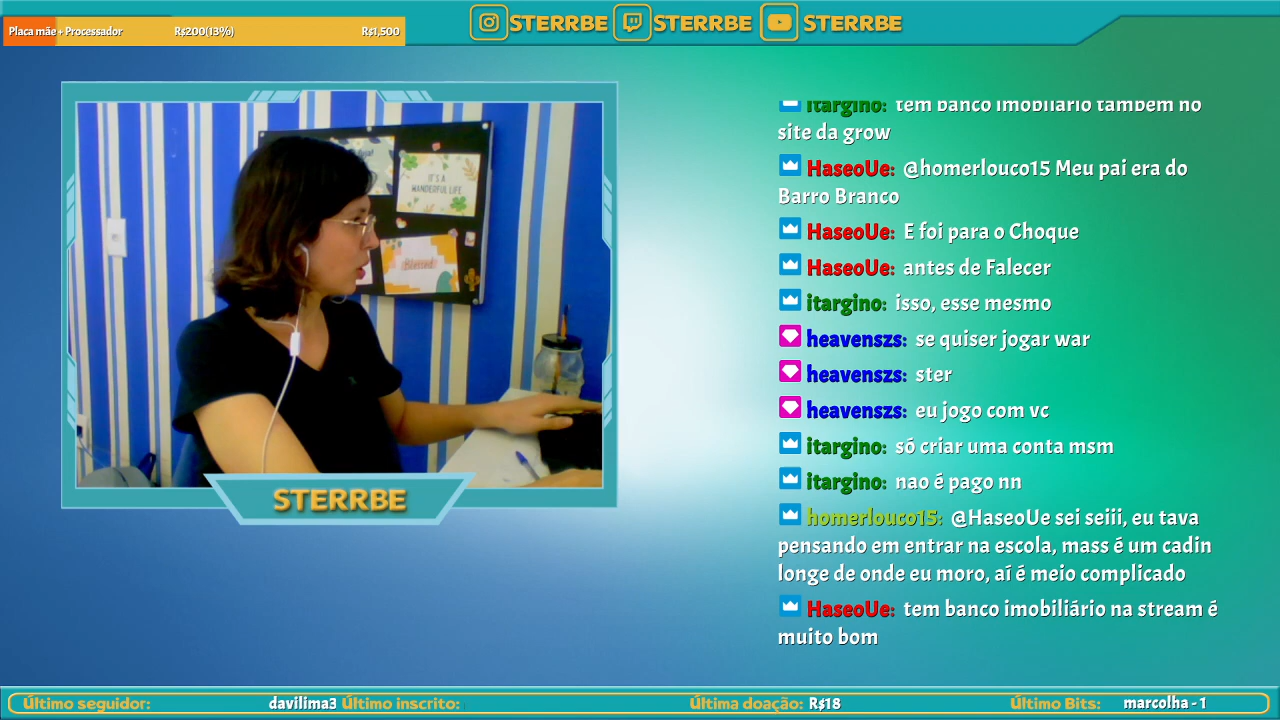 Placa mãe + Processador R$200(13%) R$1,500
STERRBE STERRBE STERRBE
IT'S A
WANDERFUL LIFE
STERRBE
itargino: tem banco imobiliario também no
site da grow
HaseoUe: @homerlouco15 Meu pai era do
Barro Branco
HaseoUe: E foi para o Choque
HaseoUe: antes de Falecer
itargino: isso, esse mesmo
heavenszs: se quiser jogar war
heavenszs: ster
heavenszs: eu jogo com vc
itargino: só criar uma conta msm
itargino: nao é pago nn
homerlouco15: @HaseoUe sei seiii, eu tava
pensando em entrar na escola, mass é um cadin
longe de onde eu moro, aí é meio complicado
HaseoUe: tem banco imobiliário na stream é
muito bom
Último seguidor: davilima3 Último inscrito: Última doação: R$18 Último Bits: marcolha - 1